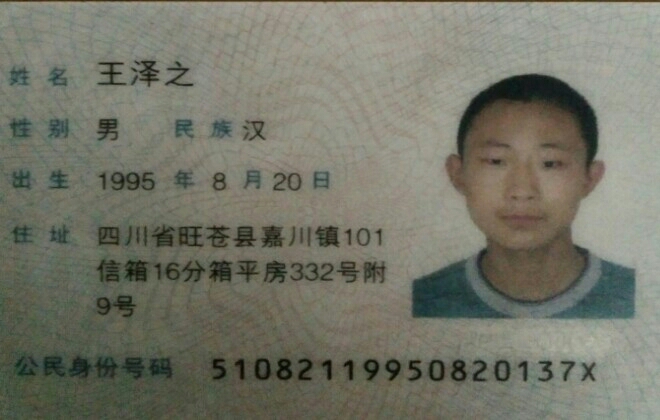 姓名 王泽之
性别 男 民族 汉
出生 1995 年 8 月 20 日
住址 四川省旺苍县嘉川镇101
信箱16分箱平房332号附
9号
公民身份号码 51082119950820137X